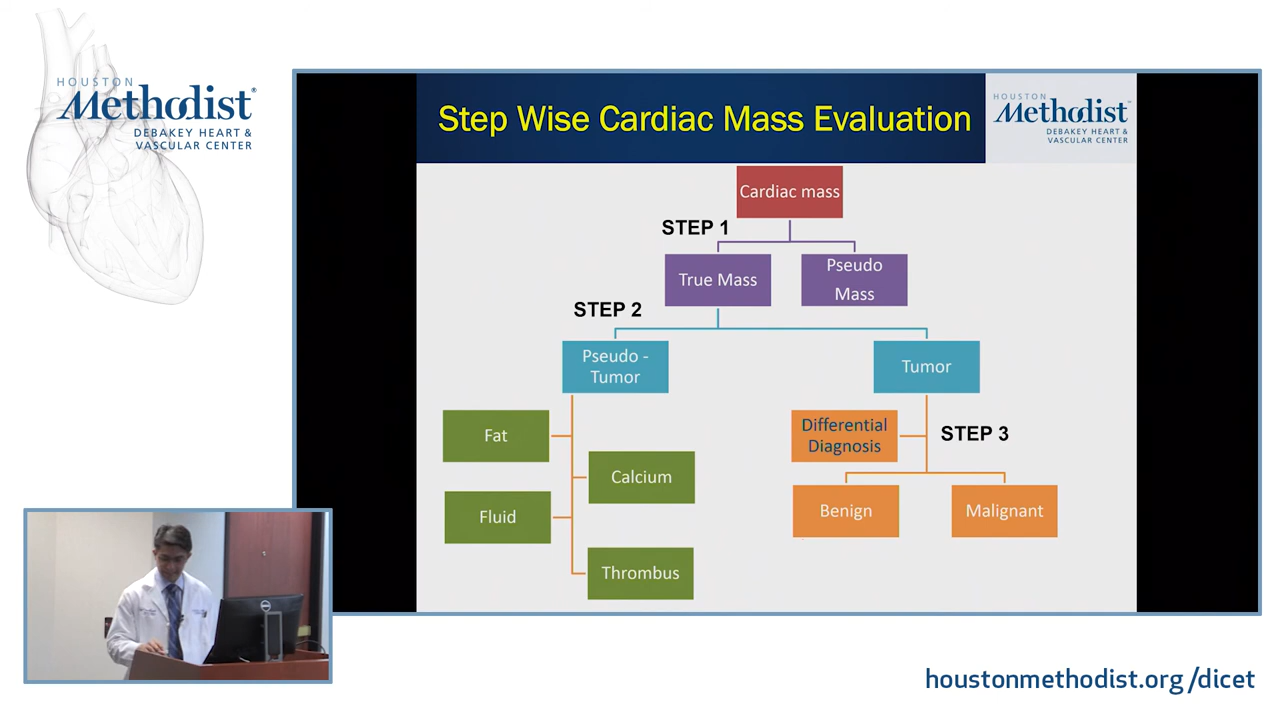 HOUSTON
Methodist®
DEBAKEY HEART &
VASCULAR CENTER
Step Wise Cardiac Mass Evaluation
HOUSTON
Methodist
DEBAKEY HEART &
VASCULAR CENTER
Cardiac mass
STEP 1
True Mass
Pseudo
Mass
STEP 2
Pseudo -
Tumor
Tumor
Fat
Calcium
Fluid
Thrombus
Differential
Diagnosis
STEP 3
Benign
Malignant
houstonmethodist.org/dicet